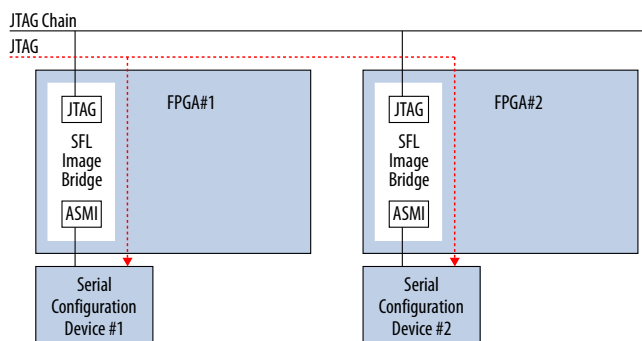 JTAG Chain
JTAG
FPGA#1
JTAG
SFL
Image
Bridge
ASMI
Serial
Configuration
Device #1
FPGA#2
JTAG
SFL
Image
Bridge
ASMI
Serial
Configuration
Device #2